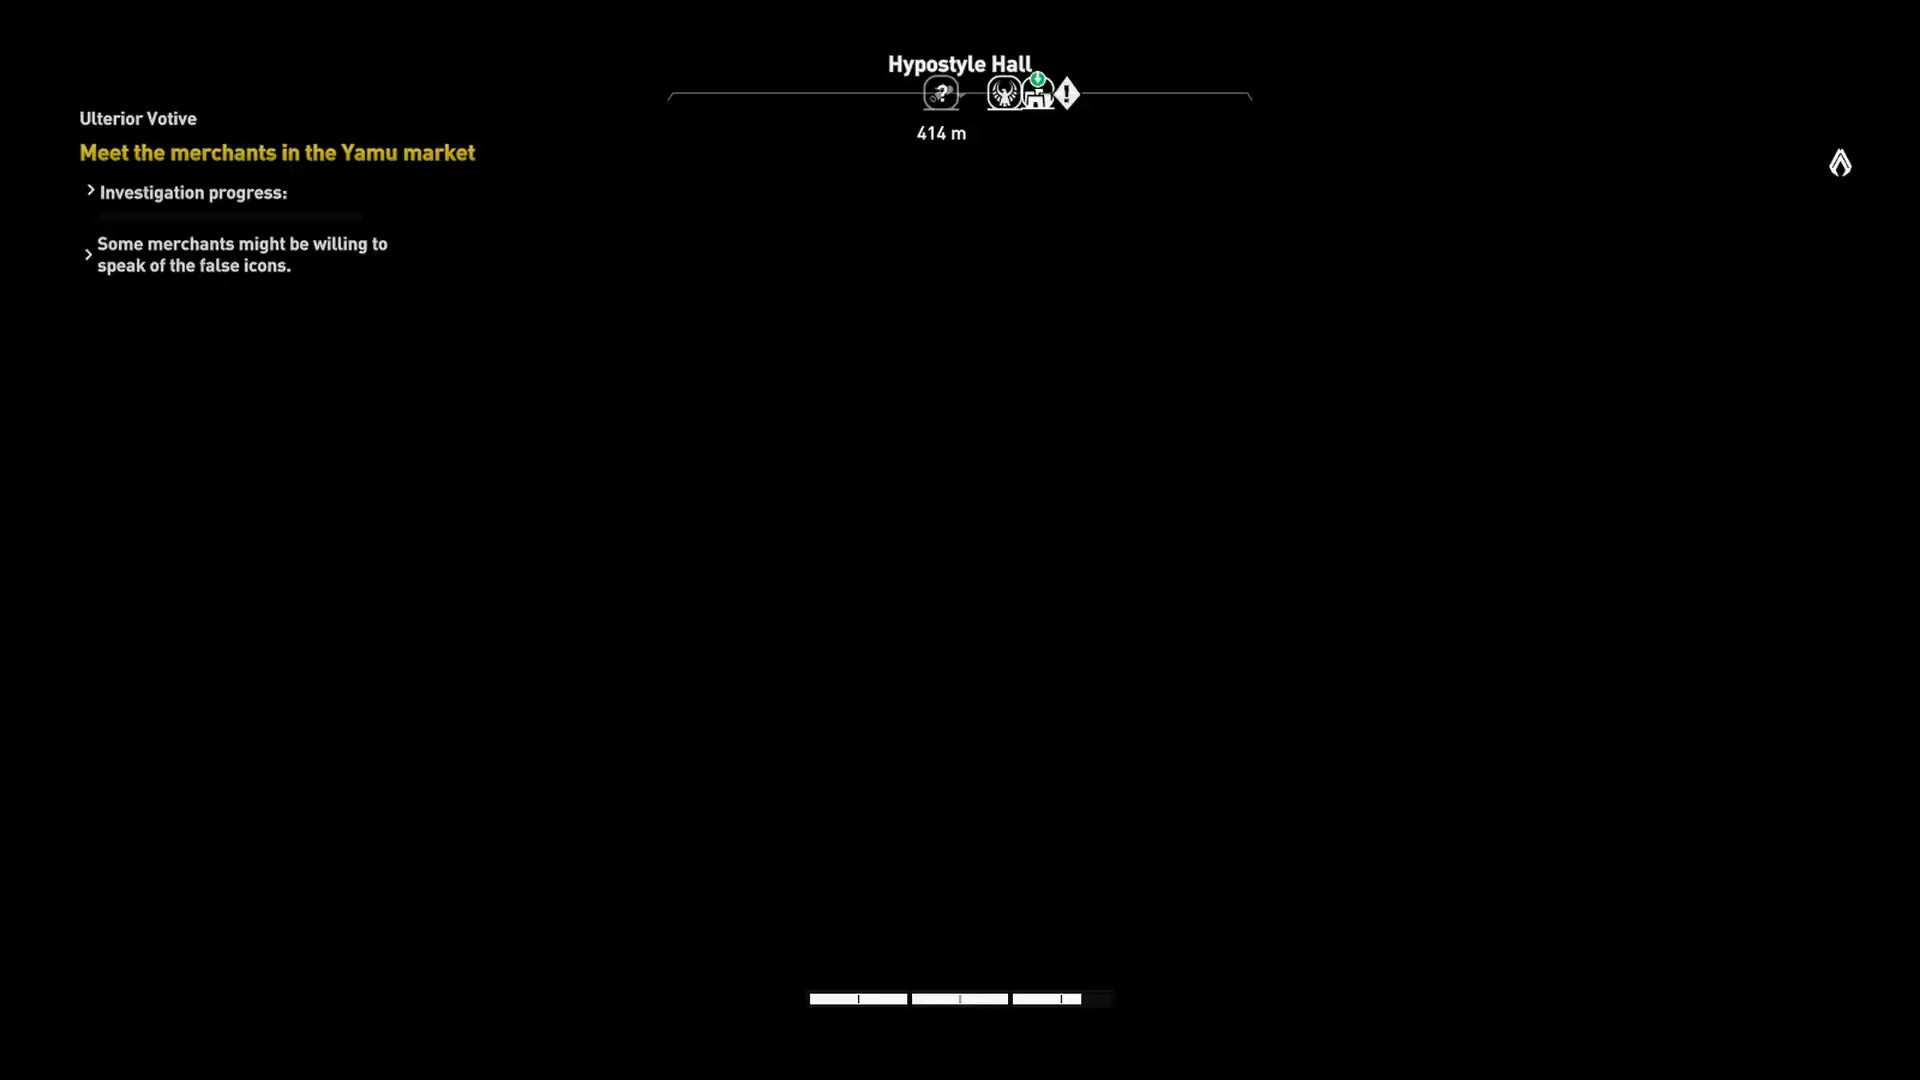 Hypostyle Hall
414 m
Ulterior Votive
Meet the merchants in the Yamu market
Investigation progress:
Some merchants might be willing to
speak of the false icons.